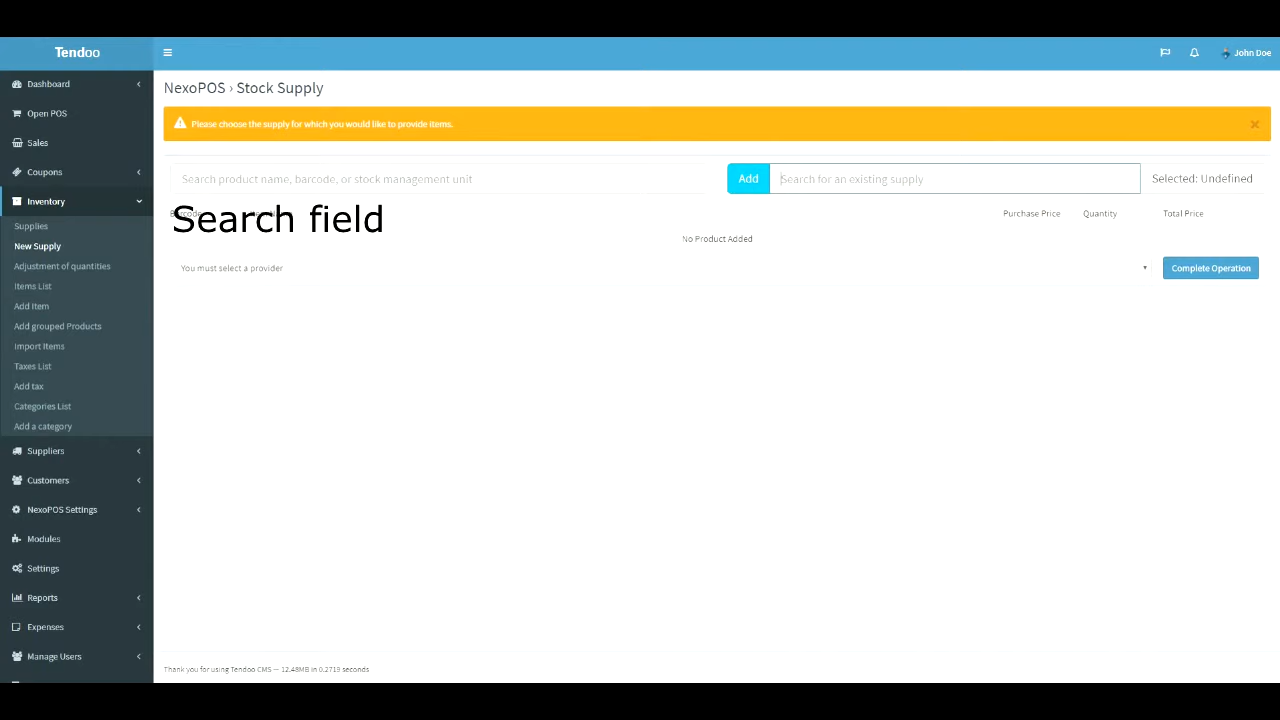 Tendoo
John Doe
Dashboard
Open POS
Sales
Coupons
Inventory
Supplies
New Supply
Adjustment of quantities
Items List
Add Item
Add grouped Products
Import Items
Taxes List
Add tax
Categories List
Add a category
Suppliers
Customers
NexoPOS Settings
Modules
Settings
Reports
Expenses
Manage Users
NexoPOS › Stock Supply
Please choose the supply for which you would like to provide items.
Search product name, barcode, or stock management unit
Add
Search for an existing supply
Selected: Undefined
Search field
Barcode
Purchase Price
Quantity
Total Price
No Product Added
You must select a provider
Complete Operation
Thank you for using Tendoo CMS — 12.48MB in 0.2719 seconds